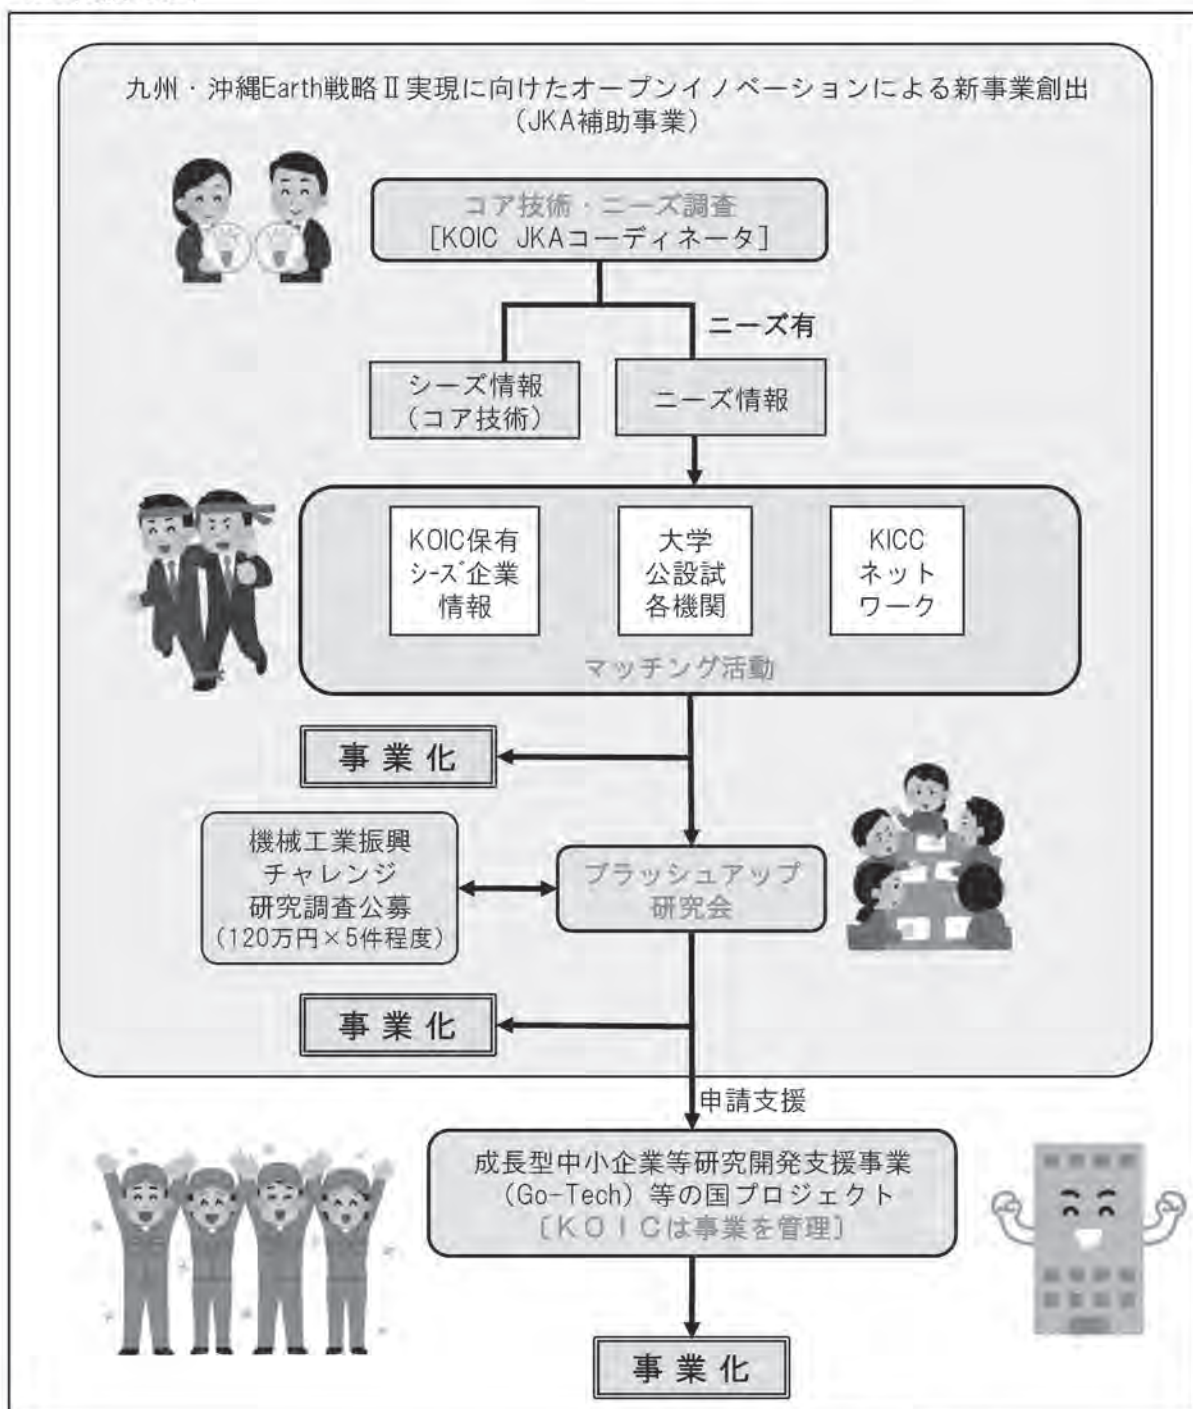 九州・沖縄Earth戦略Ⅱ実現に向けたオープンイノベーションによる新事業創出
(JKA補助事業)
コア技術・ニーズ調査
[KOIC JKAコーディネータ]
ニーズ有
シーズ情報
(コア技術)
ニーズ情報
KOIC保有
シーズ企業
情報
大学
公設試
各機関
KICC
ネット
ワーク
マッチング活動
事業化
機械工業振興
チャレンジ
研究調査公募
(120万円×5件程度)
ブラッシュアップ
研究会
事業化
申請支援
成長型中小企業等研究開発支援事業
(Go-Tech)等の国プロジェクト
[KOICは事業を管理]
事業化